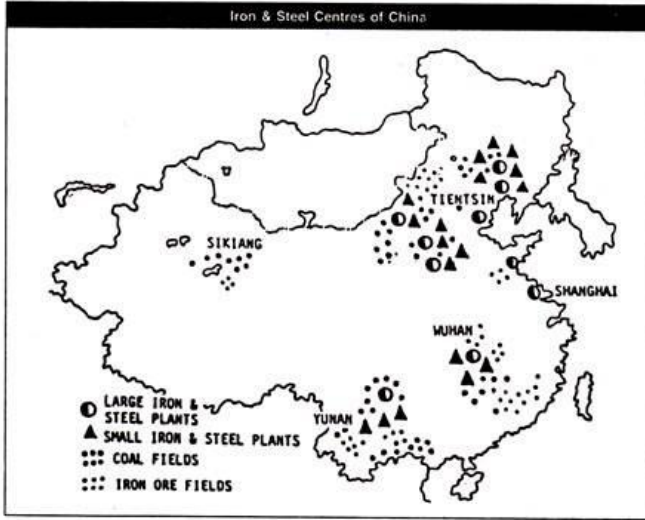 Iron & Steel Centres of China
TIENTSIN
SIKIANG
SHANGHAI
WUHAN
YUNAN
LARGE IRON &
STEEL PLANTS
SMALL IRON & STEEL PLANTS
COAL FIELDS
IRON ORE FIELDS